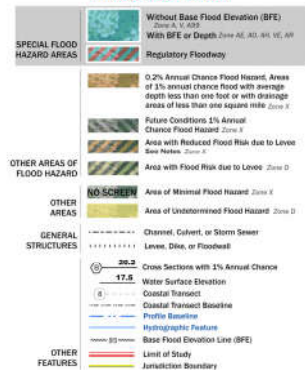 Without Base Flood Elevation (BFE)
Zone A, V, A99
With BFE or Depth Zone AE, AO, AH, VE, AR
SPECIAL FLOOD
HAZARD AREAS
Regulatory Floodway
0.2% Annual Chance Flood Hazard, Areas
of 1% annual chance flood with average
depth less than one foot or with drainage
areas of less than one square mile Zone X
Future Conditions 1% Annual
Chance Flood Hazard Zone X
Area with Reduced Flood Risk due to Levee
See Notes Zone X
OTHER AREAS OF
FLOOD HAZARD
Area with Flood Risk due to Levee Zone D
NO SCREEN Area of Minimal Flood Hazard Zone X
OTHER
AREAS
Area of Undetermined Flood Hazard Zone D
GENERAL
STRUCTURES
Channel, Culvert, or Storm Sewer
Levee, Dike, or Floodwall
20.2
B Cross Sections with 1% Annual Chance
17.5 Water Surface Elevation
8 Coastal Transect
Coastal Transect Baseline
Profile Baseline
Hydrographic Feature
Base Flood Elevation Line (BFE)
OTHER
FEATURES
Limit of Study
Jurisdiction Boundary